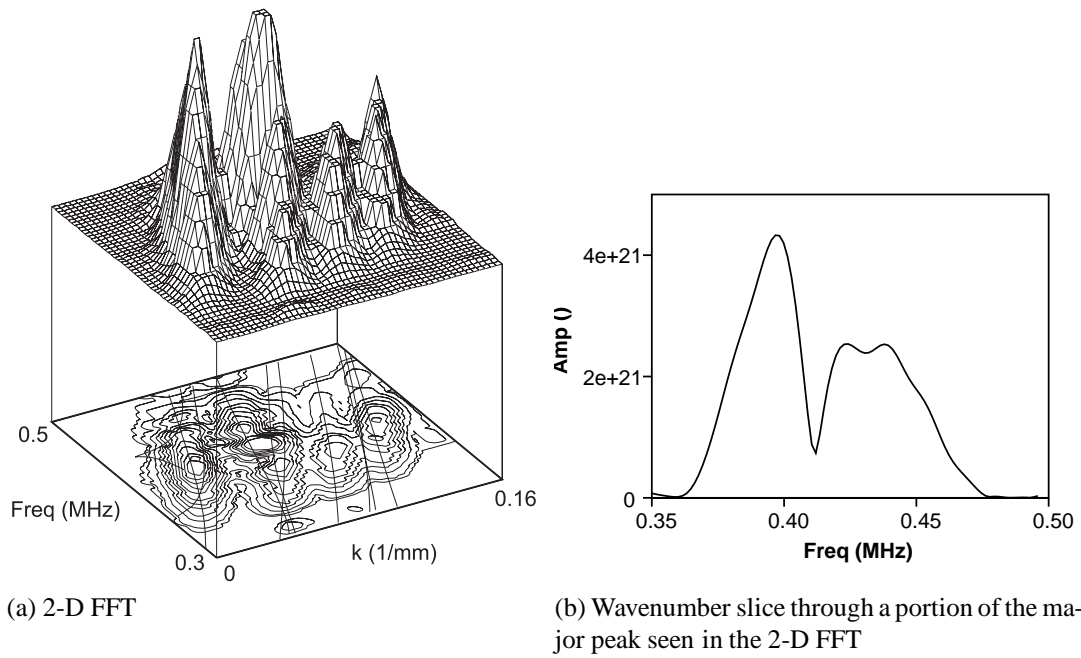 0.5
Freq (MHz)
0.3
0
k (1/mm)
0.16
(a) 2-D FFT
Amp ()
4e+21
2e+21
0
0.35
0.40
0.45
0.50
Freq (MHz)
(b) Wavenumber slice through a portion of the ma-
jor peak seen in the 2-D FFT